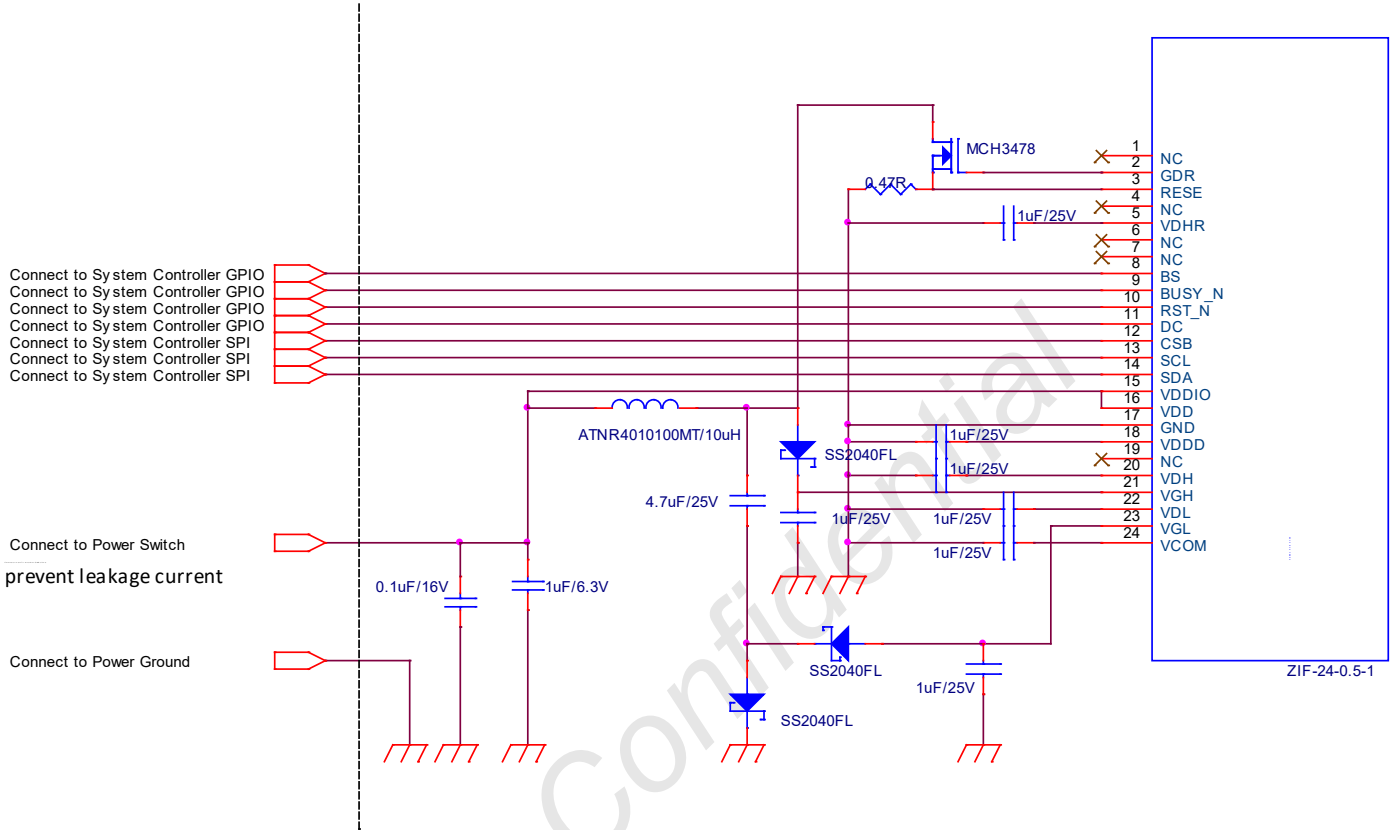 MCH3478
0.47R
1uF/25V
1
NC
2
GDR
3
RESE
4
NC
5
VDHR
6
NC
7
NC
8
BS
9
BUSY_N
10
RST_N
11
DC
12
CSB
13
SCL
14
SDA
15
VDDIO
16
VDD
17
GND
18
VDDD
19
NC
20
VDH
21
VGH
22
VDL
23
VGL
24
VCOM
Connect to System Controller GPIO
Connect to System Controller GPIO
Connect to System Controller GPIO
Connect to System Controller GPIO
Connect to System Controller SPI
Connect to System Controller SPI
Connect to System Controller SPI
ATNR4010100MT/10uH
SS2040FL
1uF/25V
1uF/25V
4.7uF/25V
1uF/25V
1uF/25V
1uF/25V
Connect to Power Switch
prevent leakage current
0.1uF/16V
1uF/6.3V
Connect to Power Ground
SS2040FL
1uF/25V
SS2040FL
ZIF-24-0.5-1
Confidential